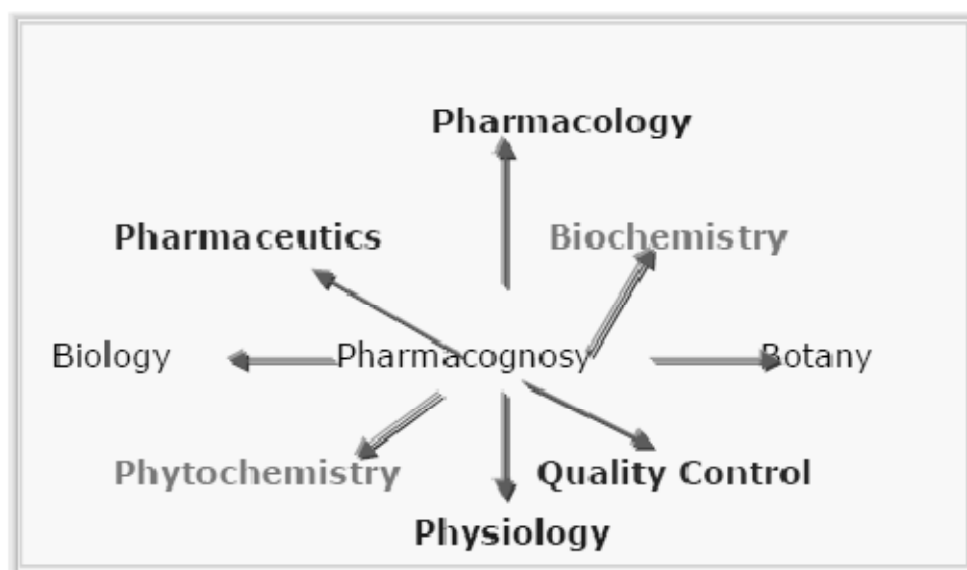 Pharmacology
Pharmaceutics
Biochemistry
Biology
Pharmacognosy
Botany
Phytochemistry
Quality Control
Physiology